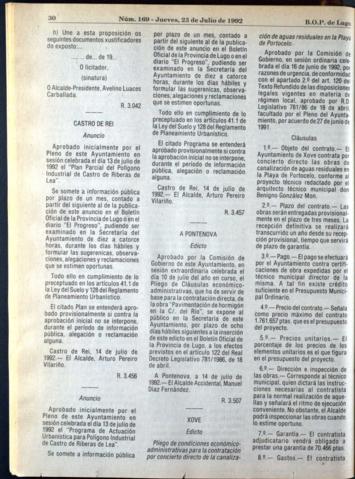 30
Núm. 169 - Jueves, 23 de Julio de 1992
B.O.P. de Lugo
h) Une a esta proposición os
seguintes documentos xustificadores
do exposto:...
........ de... de 19...
O licitador,
(sinatura)
O Alcalde-Presidente, Avelino Luaces
Carballada.
R. 3.042
CASTRO DE REI
Anuncio
Aprobado inicialmente por el
Pleno de este Ayuntamiento en
sesión celebrada el día 13 de julio de
1992 el "Plan Parcial del Polígono
Industrial de Castro de Riberas de
Lea".
Se somete a información pública
por plazo de un mes, contado a
partir del siguiente al de la publica-
ción de este anuncio en el Boletín
Oficial de la Provincia de Lugo o en el
diario "El Progreso", pudiendo ser
examinado en la Secretaría del
Ayuntamiento de diez a catorce
horas, durante los días hábiles y
formular las sugerencias, observa-
ciones, alegaciones y reclamaciones
que se estimen oportunas.
Todo ello en cumplimiento de lo
preceptuado en los artículos 41.1 de
la Ley del Suelo y 128 del Reglamento
de Planeamiento Urbanístico.
El citado Plan se entenderá apro-
bado provisionalmente si contra la
aprobación inicial no se interpone,
durante el período de información
pública, alegación o reclamación
alguna.
Castro de Rei, 14 de julio de
1992.— El Alcalde, Arturo Pereiro
Vilariño.
R. 3.456
Anuncio
Aprobado inicialmente por el
Pleno de este Ayuntamiento en
sesión celebrada el día 13 de julio
de 1992 el "Programa de Actuación
Urbanística para Polígono Industrial
de Castro de Riberas de Lea".
Se somete a información pública
por plazo de un mes, contado a
partir del siguiente al de la publica-
ción de este anuncio en el Boletín
Oficial de la Provincia de Lugo o en el
diario "El Progreso", pudiendo ser
examinado en la Secretaría del
Ayuntamiento de diez a catorce
horas, durante los días hábiles y
formular las sugerencias, observa-
ciones, alegaciones y reclamaciones
que se estimen oportunas.
Todo ello en cumplimiento de lo
preceptuado en los artículos 41.1 de
la Ley del Suelo y 128 del Reglamento
de Planeamiento Urbanístico.
El citado Programa se entenderá
aprobado provisionalmente si contra
la aprobación inicial no se interpone,
durante el período de información
pública, alegación o reclamación
alguna.
Castro de Rei, 14 de julio de
1992.— El Alcalde, Arturo Pereiro
Vilariño.
R. 3.457
A PONTENOVA
Edicto
Aprobado por la Comisión de
Gobierno de este Ayuntamiento, en
sesión extraordinaria celebrada el
día 10 de julio del año en curso, el
Pliego de Cláusulas económico-
administrativas, que ha de servir de
base para la contratación directa, de
la obra "Pavimentación de hormigón
en la C/. del Río", se expone al
público en la Secretaría de este
Ayuntamiento, por plazo de ocho
días hábiles siguientes a la inserción
de este edicto en el Boletín Oficial de
la Provincia de Lugo, a los efectos
previstos en el artículo 122 del Real
Decreto Legislativo 781/1986, de 18
de abril.
A Pontenova, a 14 de julio de
1992.— El Alcalde Accidental, Manuel
Díaz Fernández.
R. 3.507
XOVE
Edicto
Pliego de condiciones económico-
administrativas para la contratación
por concierto directo de la canaliza-
ción de aguas residuales en la Playa
de Portocelo.
Aprobado por la Comisión de
Gobierno, en sesión ordinaria cele-
brada el día 16 de junio de 1992, por
razones de urgencia, de conformidad
con el apartado 2.º del art. 126 del
Texto Refundido de las disposiciones
legales vigentes en materia de
régimen local, aprobado por R.D.
Legislativo 781/86 de 18 de abril,
facultado por el Pleno del Ayunta-
miento, por acuerdo de 27 de junio de
1991.
Cláusulas
1.ª.— Objeto del contrato.— El
Ayuntamiento de Xove contrata por
concierto directo las obras de
canalización de aguas residuales en
la Playa de Portocelo, conforme al
proyecto técnico redactado por el
arquitecto técnico municipal don
Benigno González Mon.
2.ª.— Plazo del contrato.— Las
obras serán entregadas provisional-
mente en el plazo de tres meses. La
recepción definitiva se realizará
transcurrido un año desde su recep-
ción provisional, tiempo que servirá
de plazo de garantía.
3.ª.— Pago.— El pago se efectuará
por el Ayuntamiento contra certifi-
caciones de obra expedidas por el
técnico municipal director de la
misma. A tal fin existe crédito
suficiente en el Presupuesto Munici-
pal Ordinario.
4.ª.— Precio del contrato.— Señala
como precio máximo del contrato
1.761.657 ptas, que es el presupuesto
del proyecto.
5.ª.— Precios unitarios.— El
porcentaje de los precios de los
elementos unitarios es el que figura
en el presupuesto del proyecto.
6.ª.— Dirección e inspección de
las obras.— Corresponde al técnico
municipal, quien dictará las instruc-
ciones necesarias al contratista
para la normal realización de aque-
llas y señalará el ritmo de ejecución
conveniente. No obstante, el Alcalde
podrá inspeccionar las obras cuando
lo estime oportuno.
7.ª.— Garantía.— El contratista
adjudicatario vendrá obligado a
prestar una garantía de 70.466 ptas.
8.ª.— Gastos.— El contratista